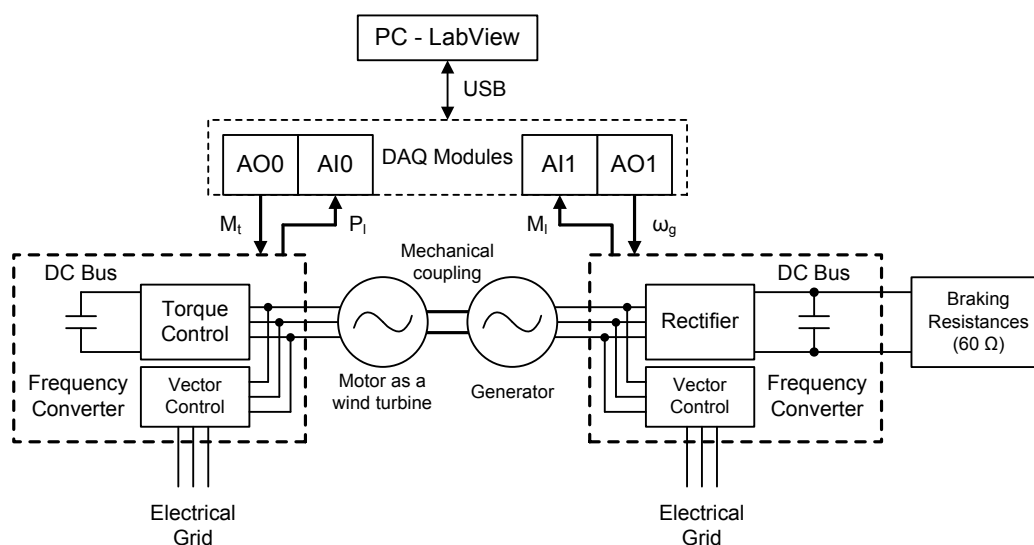 PC - LabView
USB
AO0
AI0
DAQ Modules
AI1
AO1
Mₜ
Pₗ
Mₗ
ω₉
DC Bus
Mechanical
coupling
DC Bus
Torque
Control
Rectifier
Braking
Resistances
(60 Ω)
Frequency
Converter
Vector
Control
Motor as a
wind turbine
Generator
Vector
Control
Frequency
Converter
Electrical
Grid
Electrical
Grid